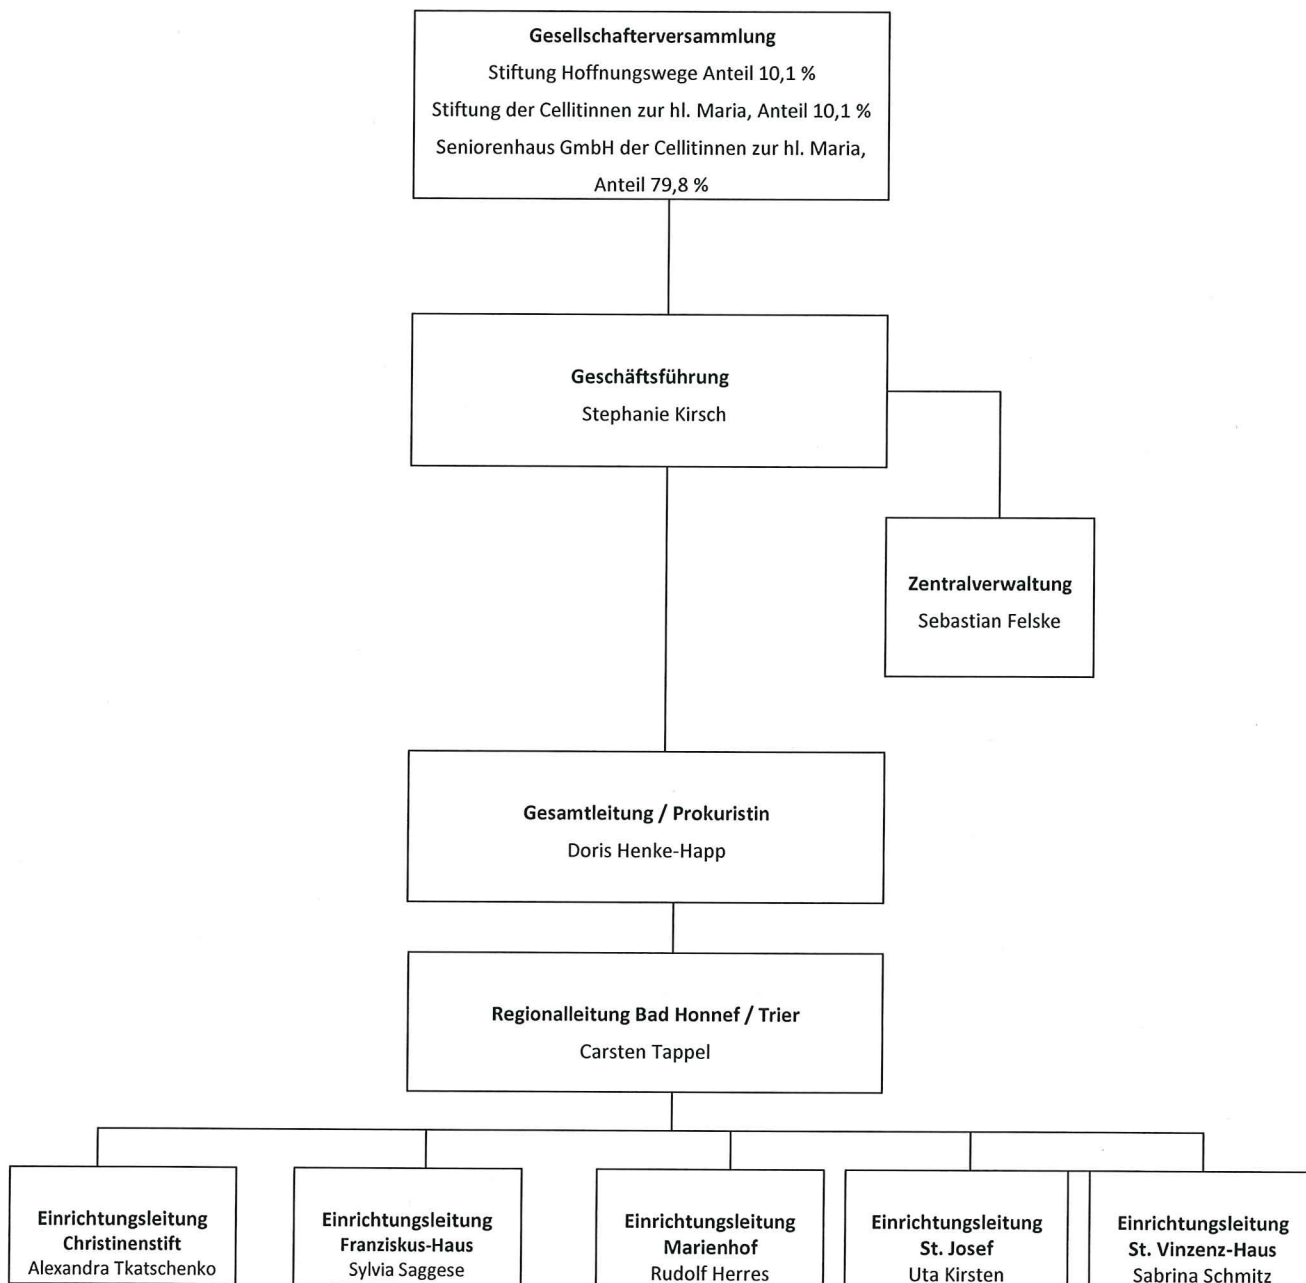 Gesellschafterversammlung
Stiftung Hoffnungswege Anteil 10,1 %
Stiftung der Cellitinnen zur hl. Maria, Anteil 10,1 %
Seniorenhaus GmbH der Cellitinnen zur hl. Maria,
Anteil 79,8 %
Geschäftsführung
Stephanie Kirsch
Zentralverwaltung
Sebastian Felske
Gesamtleitung / Prokuristin
Doris Henke-Happ
Regionalleitung Bad Honnef / Trier
Carsten Tappel
Einrichtungsleitung
Christinenstift
Alexandra Tkatschenko
Einrichtungsleitung
Franziskus-Haus
Sylvia Saggese
Einrichtungsleitung
Marienhof
Rudolf Herres
Einrichtungsleitung
St. Josef
Uta Kirsten
Einrichtungsleitung
St. Vinzenz-Haus
Sabrina Schmitz